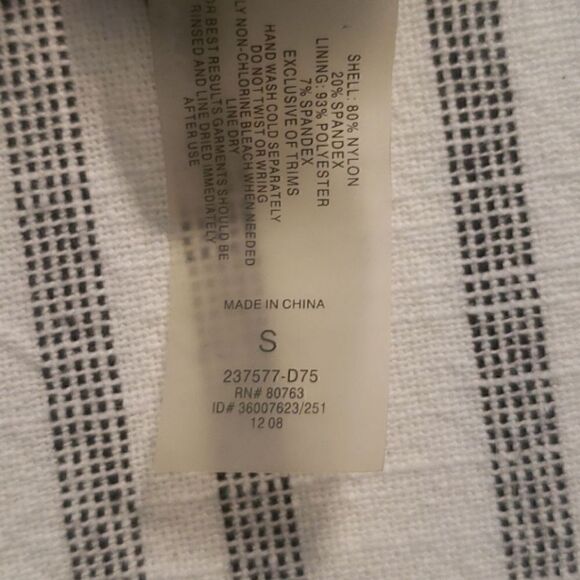 SHELL: 80% NYLON
20% SPANDEX
LINING: 93% POLYESTER
7% SPANDEX
EXCLUSIVE OF TRIMS
HAND WASH COLD SEPARATELY
DO NOT TWIST OR WRING
NON-CHLORINE BLEACH WHEN NEEDED
LINE DRY
BEST RESULTS GARMENTS SHOULD BE
RINSED AND LINE DRIED IMMEDIATELY
AFTER USE
MADE IN CHINA
S
237577-D75
RN# 80763
ID# 36007623/251
12 08